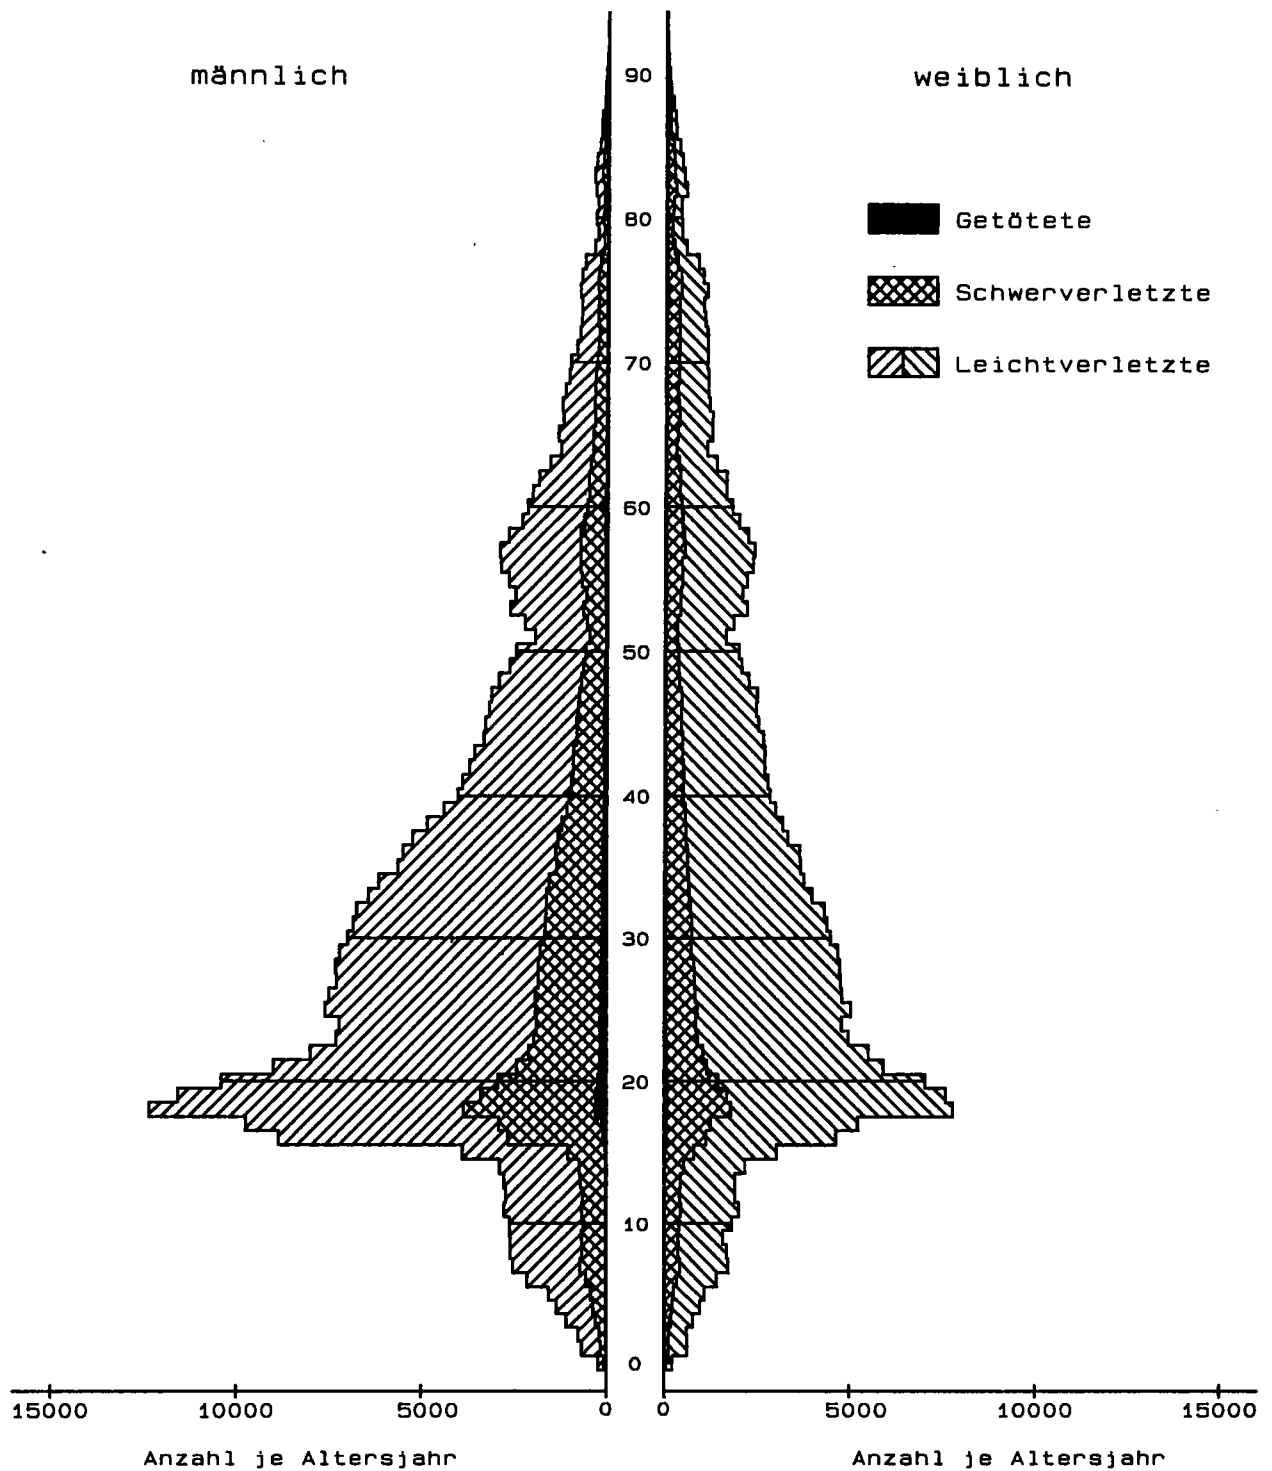 männlich
weiblich
90
80
70
60
50
40
30
20
10
0
Getötete
Schwerverletzte
Leichtverletzte
15000 10000 5000 0 0 5000 10000 15000
Anzahl je Altersjahr Anzahl je Altersjahr